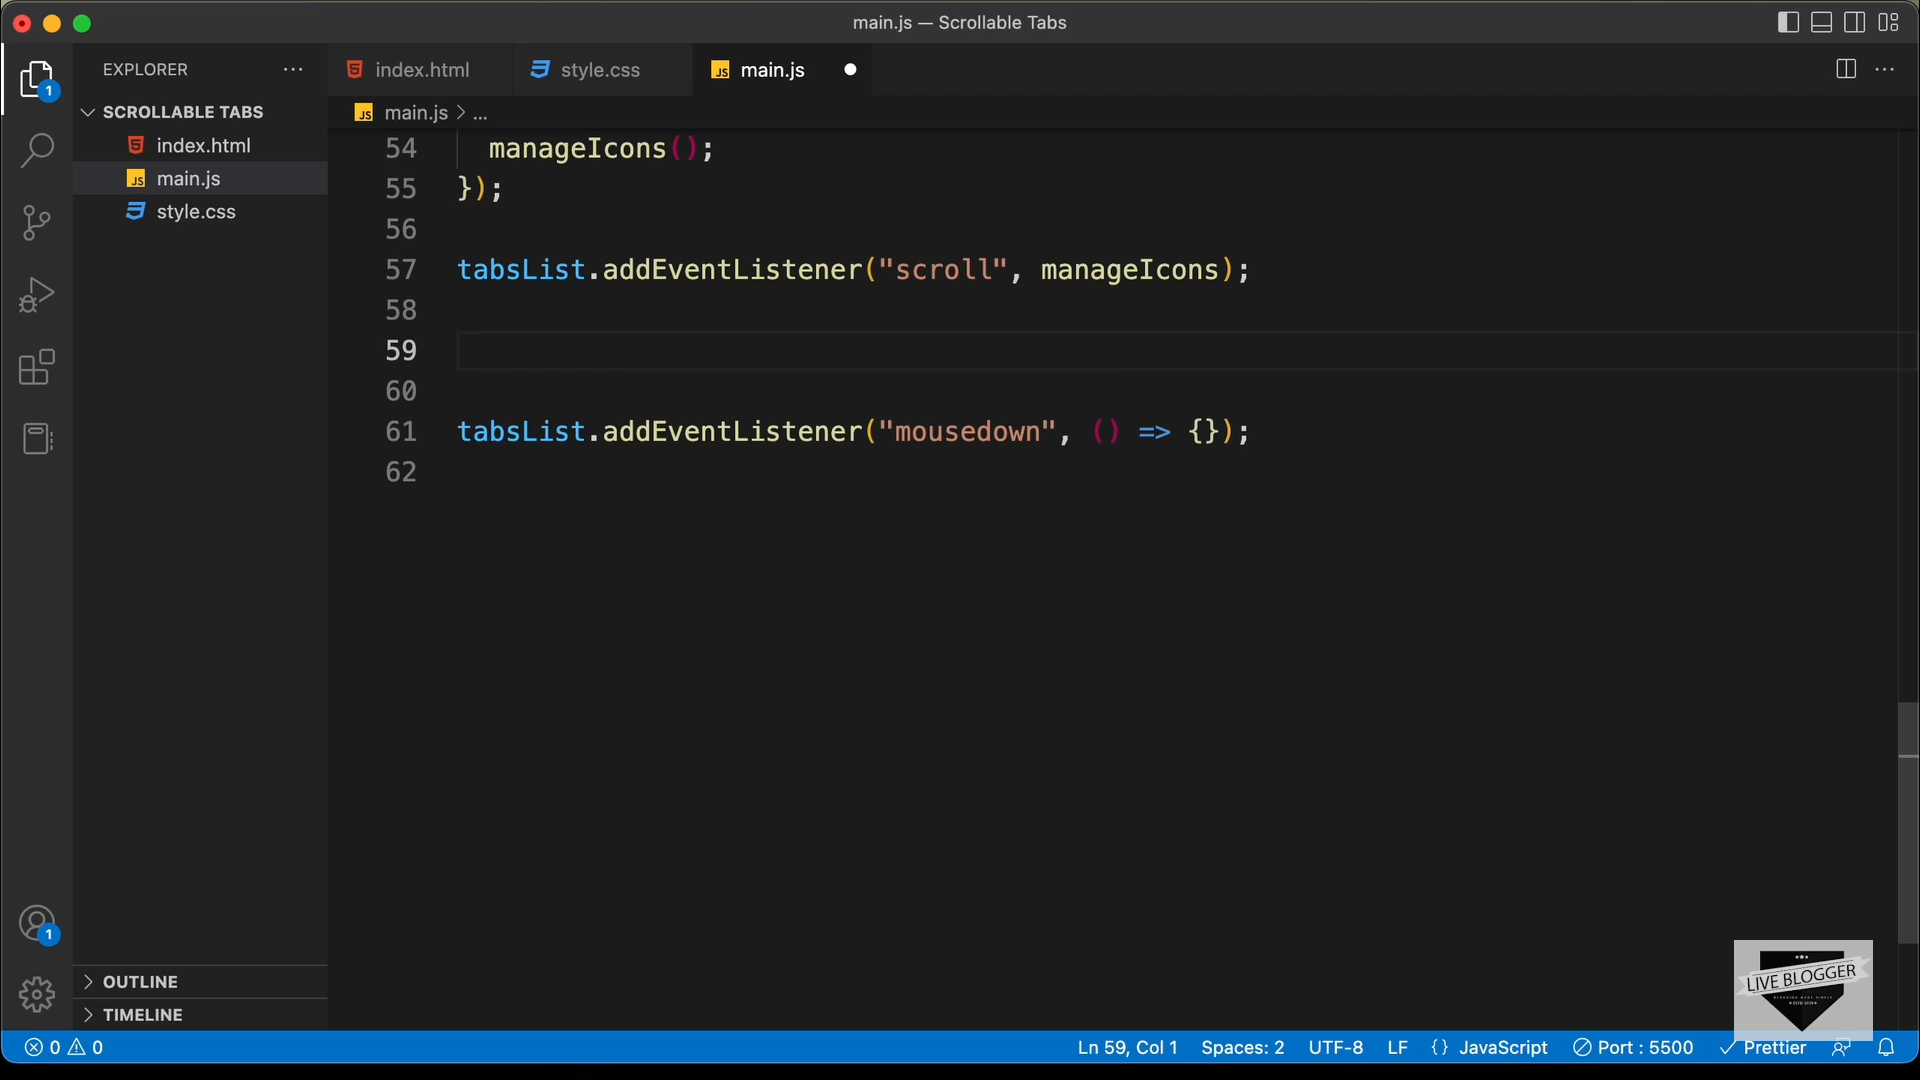 main.js — Scrollable Tabs
EXPLORER
index.html
style.css
main.js
SCROLLABLE TABS
main.js > ...
index.html
main.js
style.css
54 manageIcons();
55 });
56
57 tabsList.addEventListener("scroll", manageIcons);
58
59
60
61 tabsList.addEventListener("mousedown", () => {});
62
1
1
OUTLINE
TIMELINE
LIVE BLOGGER
0 0
Ln 59, Col 1 Spaces: 2 UTF-8 LF {} JavaScript Port : 5500 Prettier